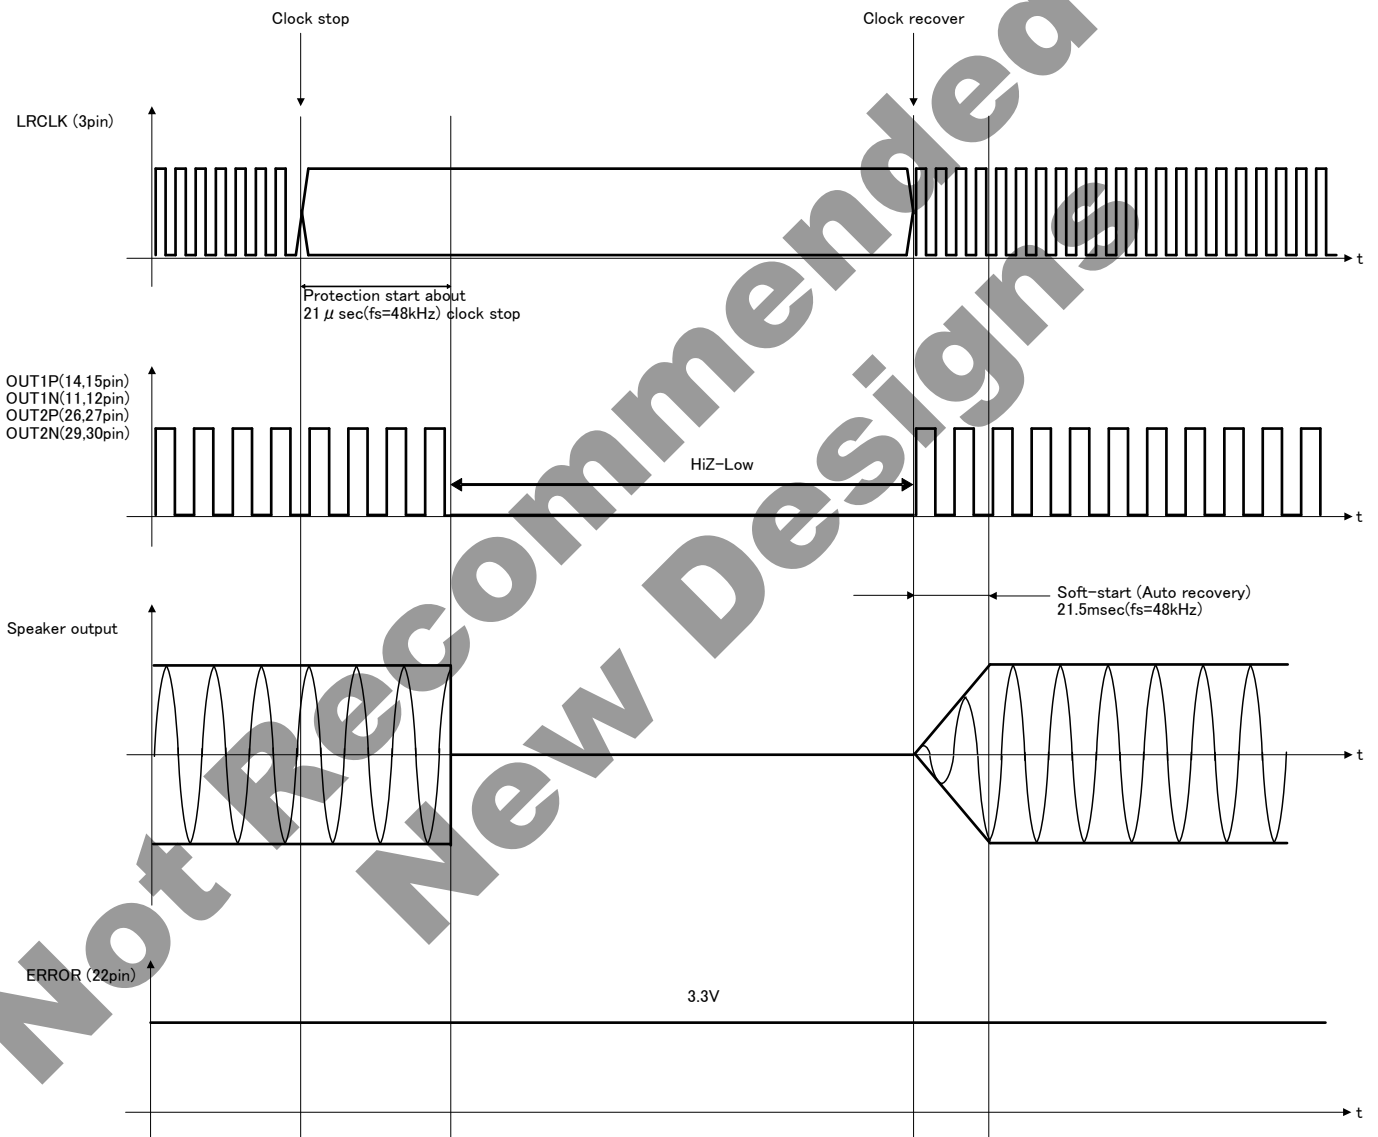 Clock stop
Clock recover
LRCLK (3pin)
t
Protection start about
21 μ sec(fs=48kHz) clock stop
OUT1P(14,15pin)
OUT1N(11,12pin)
OUT2P(26,27pin)
OUT2N(29,30pin)
HiZ-Low
t
Soft-start (Auto recovery)
21.5msec(fs=48kHz)
Speaker output
t
ERROR (22pin)
3.3V
t
Not Recommended
New Designs